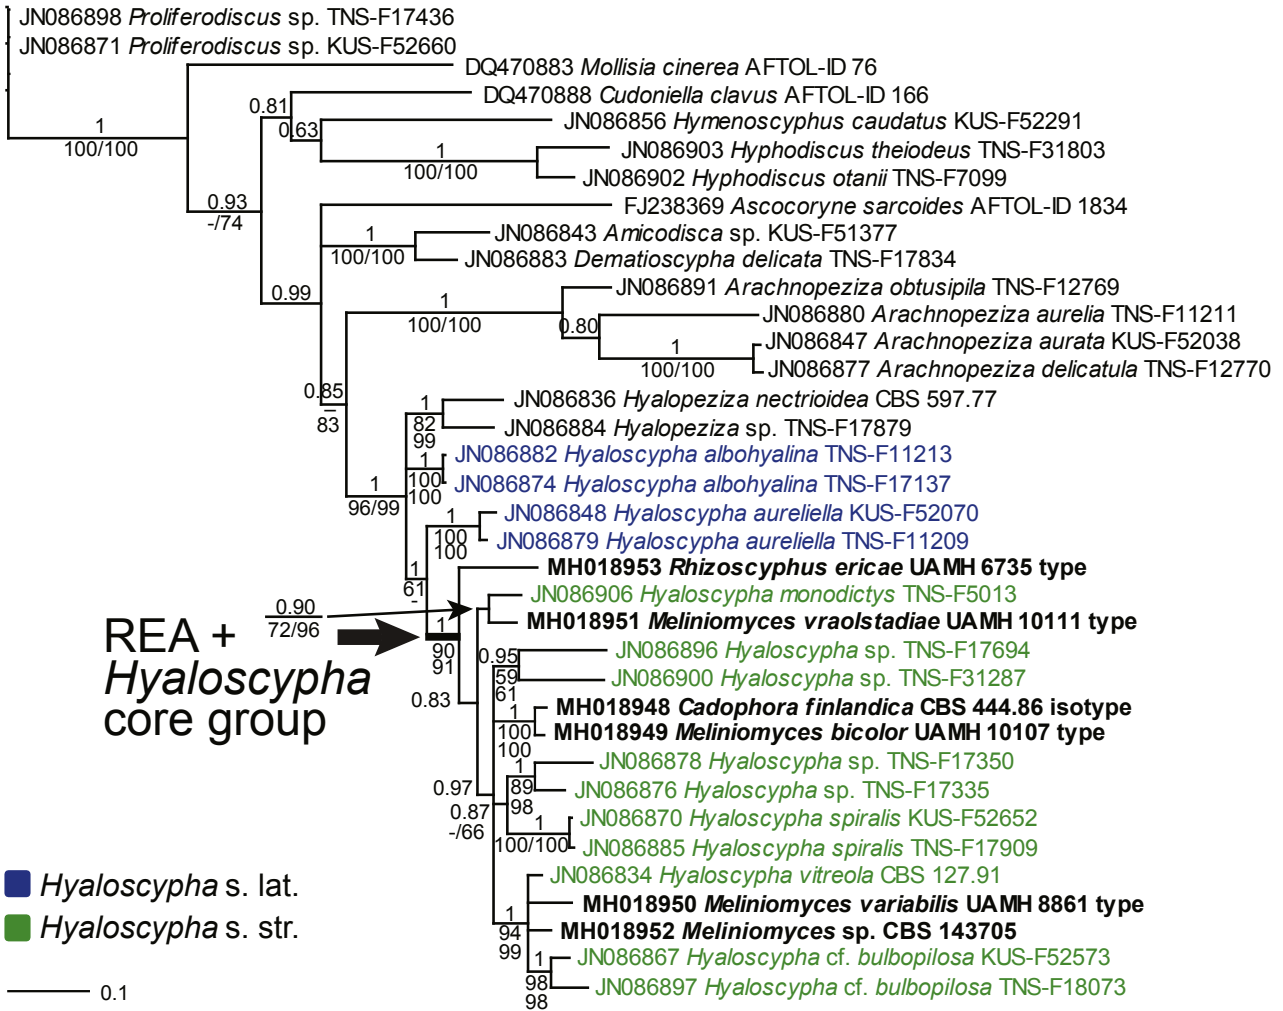 JN086898 Proliferodiscus sp. TNS-F17436
JN086871 Proliferodiscus sp. KUS-F52660
DQ470883 Mollisia cinerea AFTOL-ID 76
DQ470888 Cudoniella clavus AFTOL-ID 166
0.81
JN086856 Hymenoscyphus caudatus KUS-F52291
0.63
1
100/100
JN086903 Hyphodiscus theiodeus TNS-F31803
1
100/100
JN086902 Hyphodiscus otanii TNS-F7099
0.93
-/74
FJ238369 Ascocoryne sarcoides AFTOL-ID 1834
JN086843 Amicodisca sp. KUS-F51377
1
100/100
JN086883 Dematioscypha delicata TNS-F17834
0.99
JN086891 Arachnopeziza obtusipila TNS-F12769
1
100/100
JN086880 Arachnopeziza aurelia TNS-F11211
0.80
JN086847 Arachnopeziza aurata KUS-F52038
1
100/100
JN086877 Arachnopeziza delicatula TNS-F12770
0.85
–
83
JN086836 Hyalopeziza nectrioidea CBS 597.77
1
82
99
JN086884 Hyalopeziza sp. TNS-F17879
JN086882 Hyaloscypha albohyalina TNS-F11213
1
100
100
JN086874 Hyaloscypha albohyalina TNS-F17137
1
96/99
JN086848 Hyaloscypha aureliella KUS-F52070
1
100
100
JN086879 Hyaloscypha aureliella TNS-F11209
MH018953 Rhizoscyphus ericae UAMH 6735 type
1
61
-
JN086906 Hyaloscypha monodictys TNS-F5013
0.90
72/96
MH018951 Meliniomyces vraolstadiae UAMH 10111 type
REA +
Hyaloscypha
core group
1
90
91
JN086896 Hyaloscypha sp. TNS-F17694
0.95
59
61
JN086900 Hyaloscypha sp. TNS-F31287
0.83
MH018948 Cadophora finlandica CBS 444.86 isotype
1
100
100
MH018949 Meliniomyces bicolor UAMH 10107 type
JN086878 Hyaloscypha sp. TNS-F17350
1
89
98
JN086876 Hyaloscypha sp. TNS-F17335
0.97
0.87
-/66
JN086870 Hyaloscypha spiralis KUS-F52652
1
100/100
JN086885 Hyaloscypha spiralis TNS-F17909
JN086834 Hyaloscypha vitreola CBS 127.91
MH018950 Meliniomyces variabilis UAMH 8861 type
1
94
99
MH018952 Meliniomyces sp. CBS 143705
JN086867 Hyaloscypha cf. bulbopilosa KUS-F52573
98
98
JN086897 Hyaloscypha cf. bulbopilosa TNS-F18073
Hyaloscypha s. lat.
Hyaloscypha s. str.
0.1